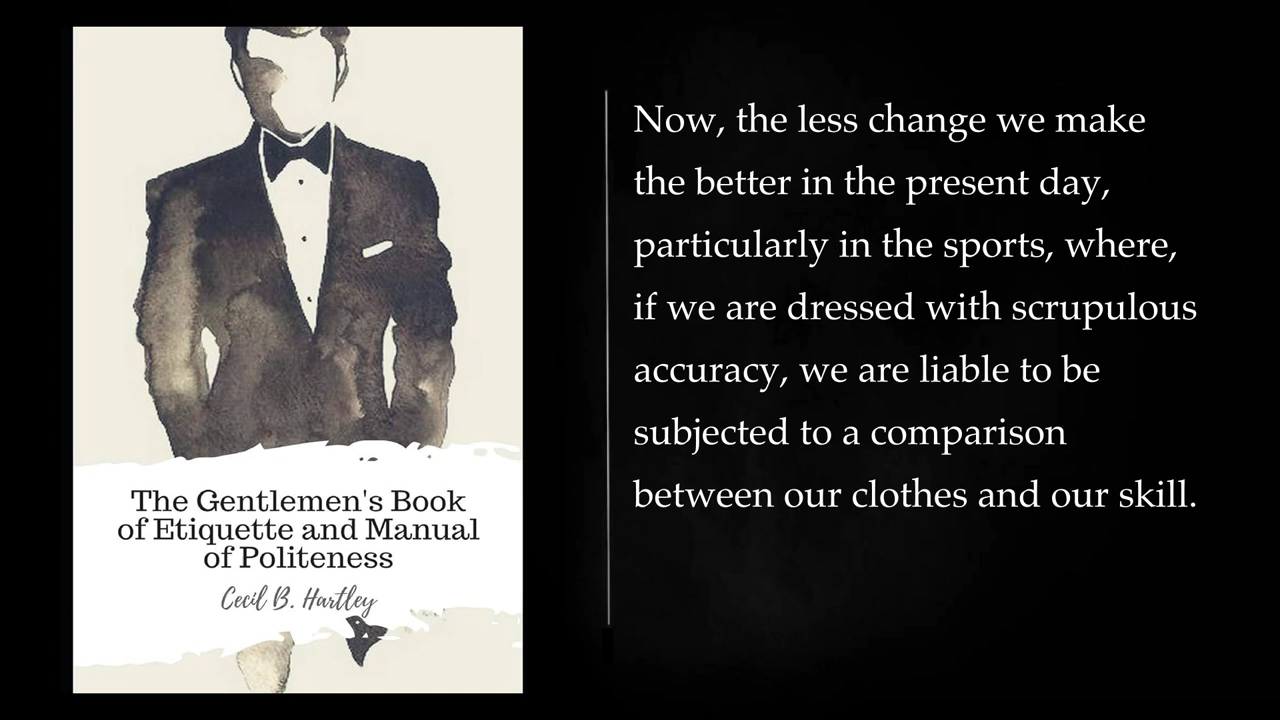 The Gentlemen's Book
of Etiquette and Manual
of Politeness
Cecil B. Hartley
Now, the less change we make
the better in the present day,
particularly in the sports, where,
if we are dressed with scrupulous
accuracy, we are liable to be
subjected to a comparison
between our clothes and our skill.